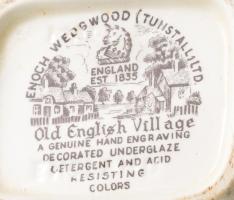 ENOCH WEDGWOOD (TUNSTALL) LTD
ENGLAND
EST. 1835
Old English Village
A GENUINE HAND ENGRAVING
DECORATED UNDERGLAZE
DETERGENT AND ACID
RESISTING
COLORS